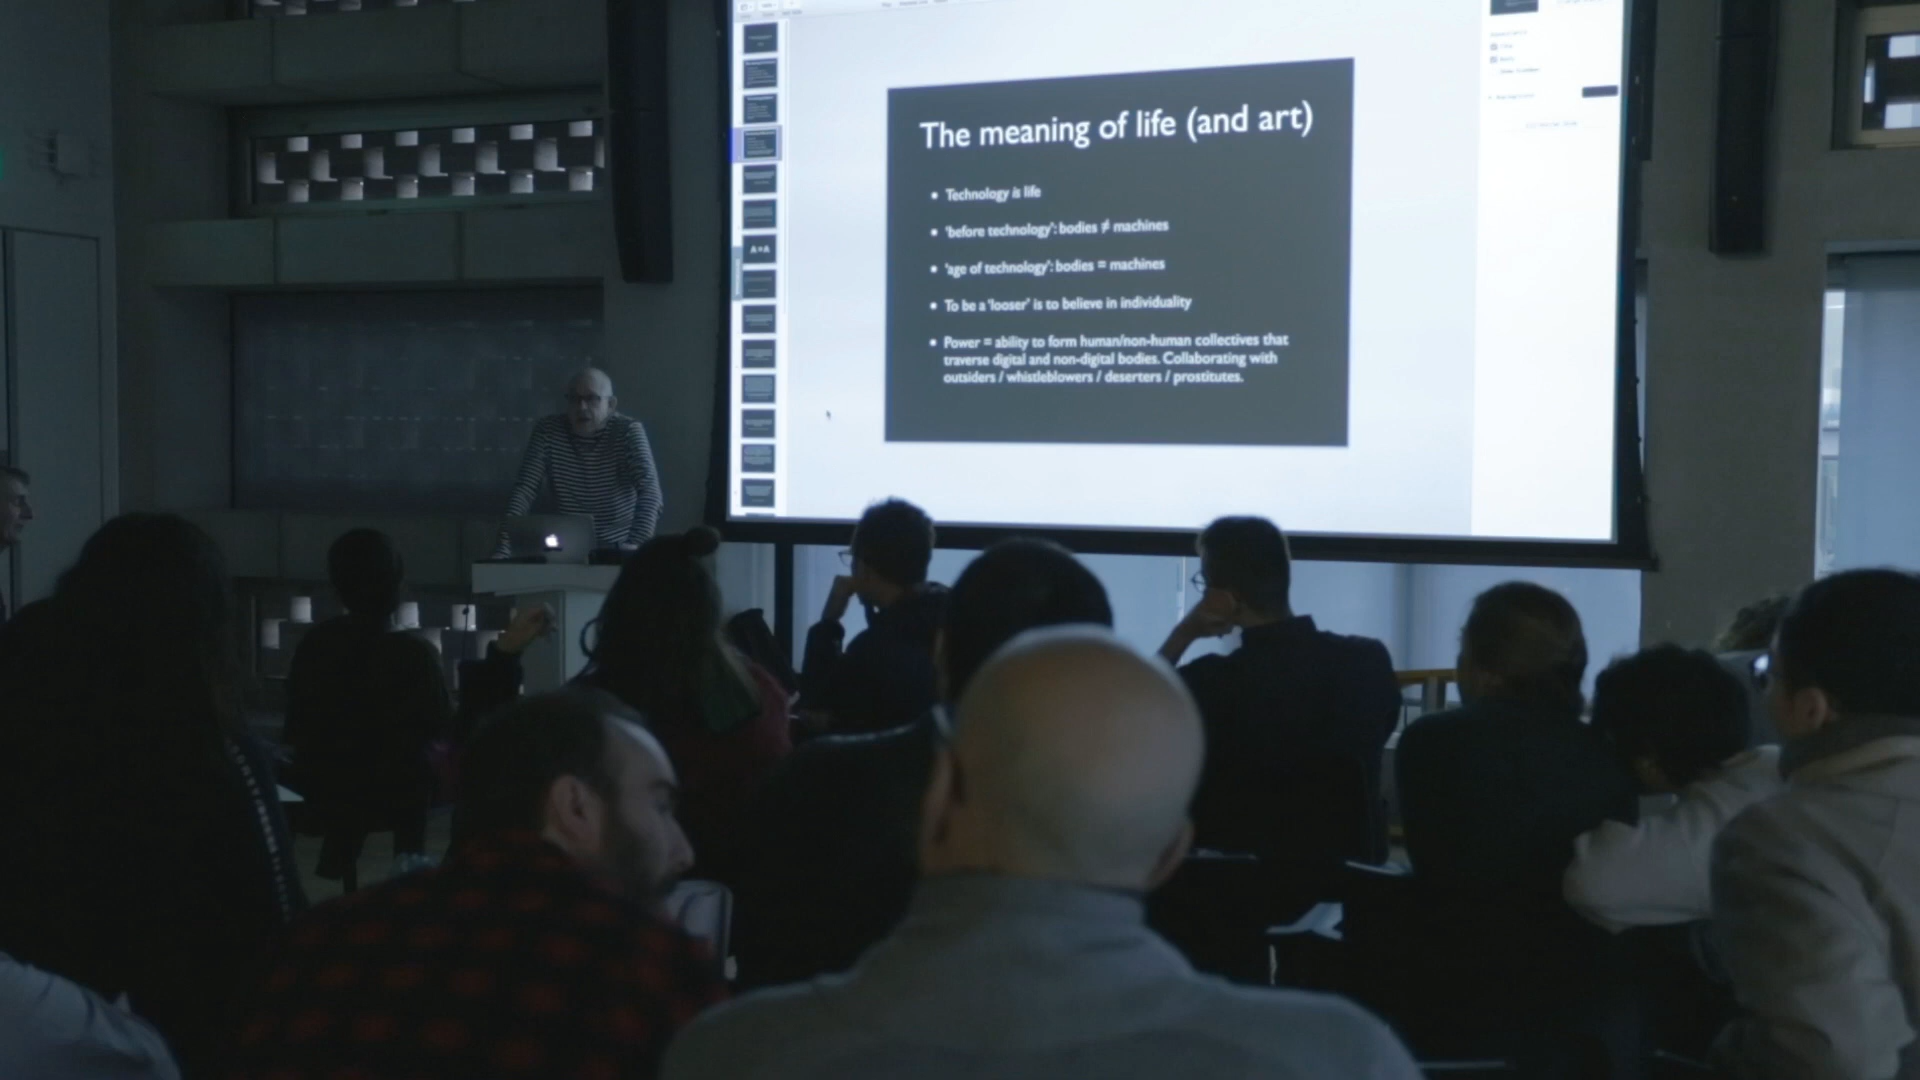 The meaning of life (and art)
• Technology is life
• 'before technology': bodies ≠ machines
• 'age of technology': bodies = machines
• To be a 'looser' is to believe in individuality
• Power = ability to form human/non-human collectives that
traverse digital and non-digital bodies. Collaborating with
outsiders / whistleblowers / deserters / prostitutes.
A=A